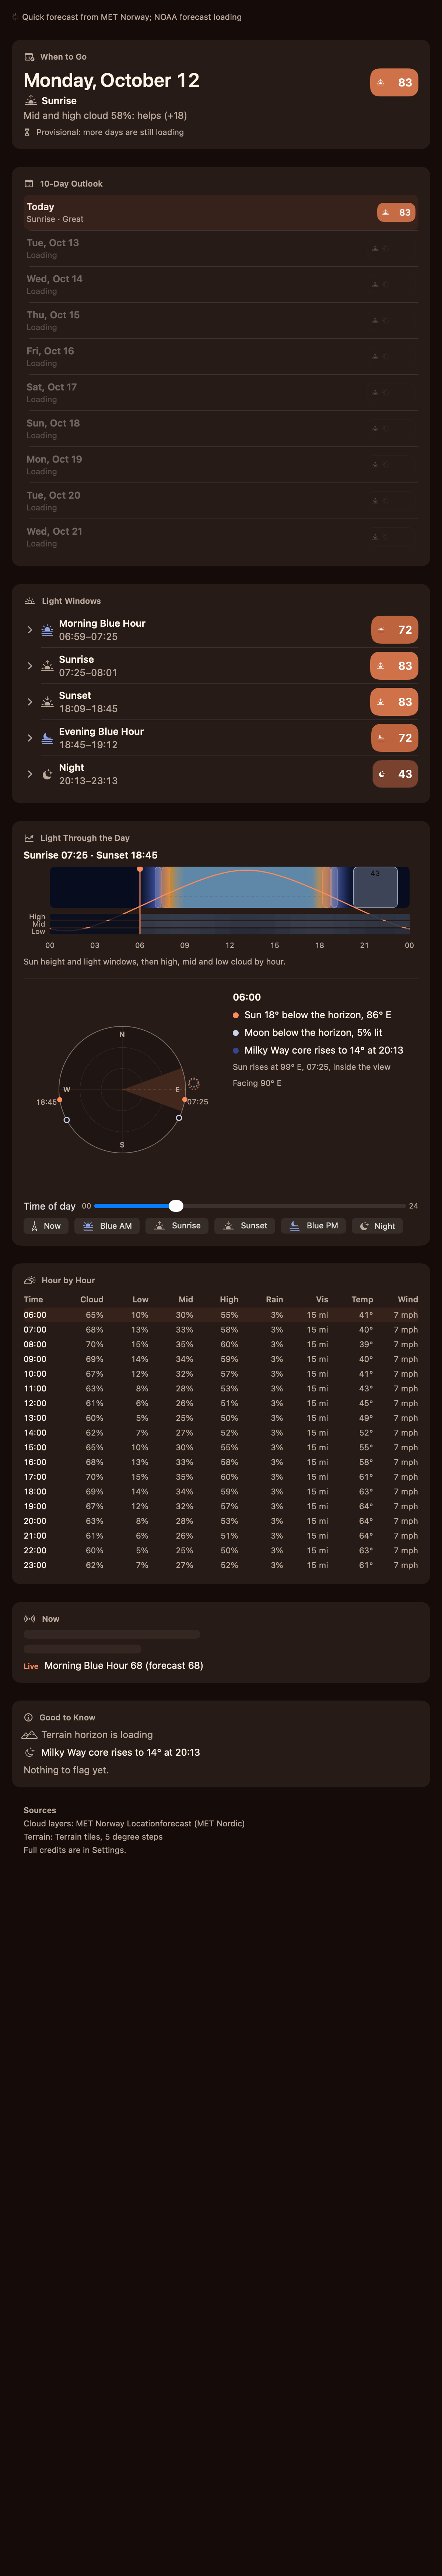 Quick forecast from MET Norway; NOAA forecast loading
When to Go
Monday, October 12
83
Sunrise
Mid and high cloud 58%: helps (+18)
Provisional: more days are still loading
10-Day Outlook
Today
Sunrise · Great
83
Tue, Oct 13
Loading
Wed, Oct 14
Loading
Thu, Oct 15
Loading
Fri, Oct 16
Loading
Sat, Oct 17
Loading
Sun, Oct 18
Loading
Mon, Oct 19
Loading
Tue, Oct 20
Loading
Wed, Oct 21
Loading
Light Windows
Morning Blue Hour
06:59–07:25
72
Sunrise
07:25–08:01
83
Sunset
18:09–18:45
83
Evening Blue Hour
18:45–19:12
72
Night
20:13–23:13
43
Light Through the Day
Sunrise 07:25 · Sunset 18:45
43
High
Mid
Low
00 03 06 09 12 15 18 21 00
Sun height and light windows, then high, mid and low cloud by hour.
N
W E
S
18:45
07:25
06:00
Sun 18° below the horizon, 86° E
Moon below the horizon, 5% lit
Milky Way core rises to 14° at 20:13
Sun rises at 99° E, 07:25, inside the view
Facing 90° E
Time of day 00 24
Now Blue AM Sunrise Sunset Blue PM Night
Hour by Hour
Time Cloud Low Mid High Rain Vis Temp Wind
06:00 65% 10% 30% 55% 3% 15 mi 41° 7 mph
07:00 68% 13% 33% 58% 3% 15 mi 40° 7 mph
08:00 70% 15% 35% 60% 3% 15 mi 39° 7 mph
09:00 69% 14% 34% 59% 3% 15 mi 40° 7 mph
10:00 67% 12% 32% 57% 3% 15 mi 41° 7 mph
11:00 63% 8% 28% 53% 3% 15 mi 43° 7 mph
12:00 61% 6% 26% 51% 3% 15 mi 45° 7 mph
13:00 60% 5% 25% 50% 3% 15 mi 49° 7 mph
14:00 62% 7% 27% 52% 3% 15 mi 52° 7 mph
15:00 65% 10% 30% 55% 3% 15 mi 55° 7 mph
16:00 68% 13% 33% 58% 3% 15 mi 58° 7 mph
17:00 70% 15% 35% 60% 3% 15 mi 61° 7 mph
18:00 69% 14% 34% 59% 3% 15 mi 63° 7 mph
19:00 67% 12% 32% 57% 3% 15 mi 64° 7 mph
20:00 63% 8% 28% 53% 3% 15 mi 64° 7 mph
21:00 61% 6% 26% 51% 3% 15 mi 64° 7 mph
22:00 60% 5% 25% 50% 3% 15 mi 63° 7 mph
23:00 62% 7% 27% 52% 3% 15 mi 61° 7 mph
Now
Live Morning Blue Hour 68 (forecast 68)
Good to Know
Terrain horizon is loading
Milky Way core rises to 14° at 20:13
Nothing to flag yet.
Sources
Cloud layers: MET Norway Locationforecast (MET Nordic)
Terrain: Terrain tiles, 5 degree steps
Full credits are in Settings.